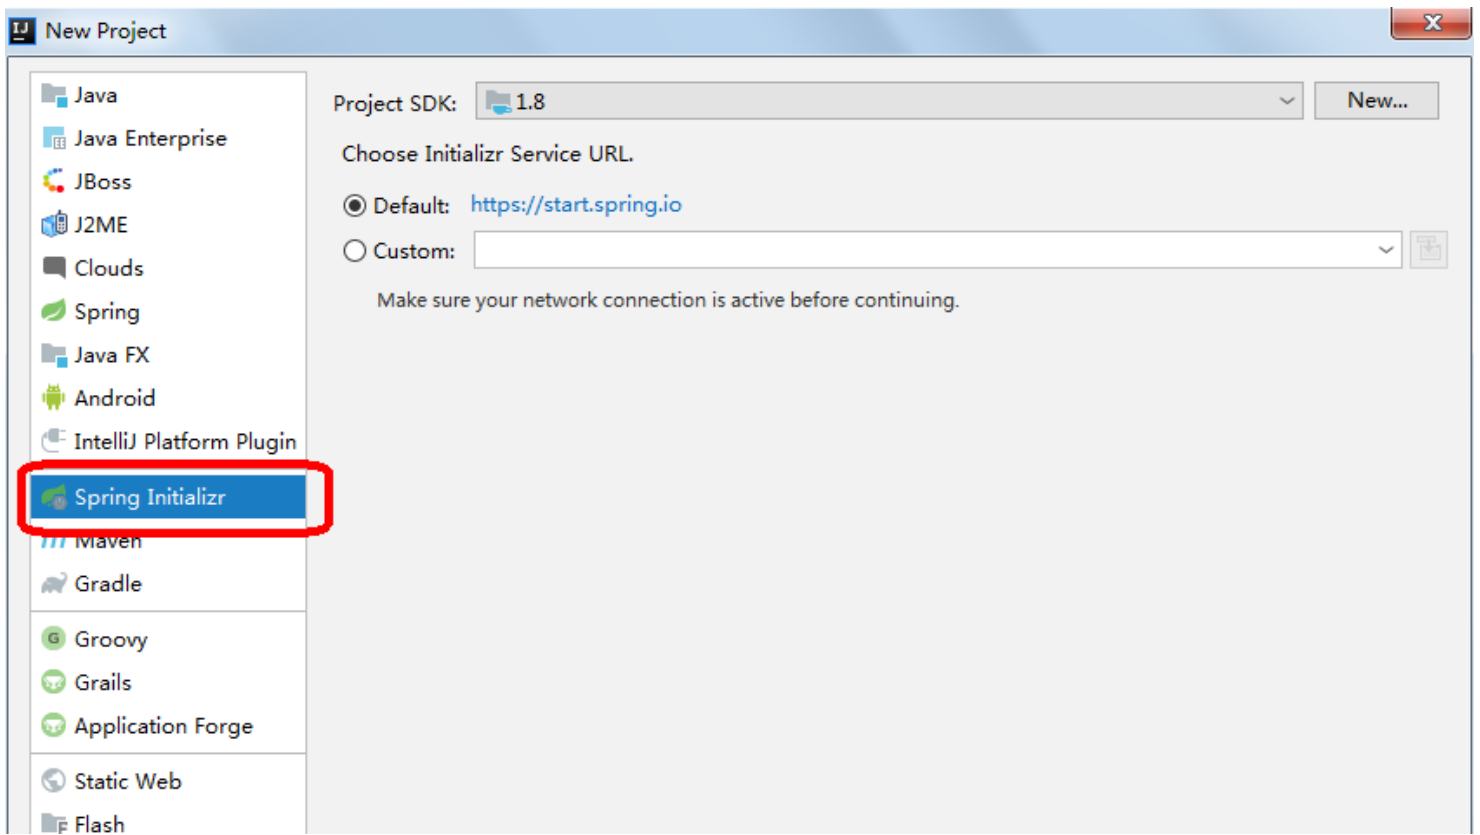 New Project
Java
Java Enterprise
JBoss
J2ME
Clouds
Spring
Java FX
Android
IntelliJ Platform Plugin
Spring Initializr
Maven
Gradle
Groovy
Grails
Application Forge
Static Web
Flash
Project SDK: 1.8 New...
Choose Initializr Service URL.
Default: https://start.spring.io
Custom:
Make sure your network connection is active before continuing.